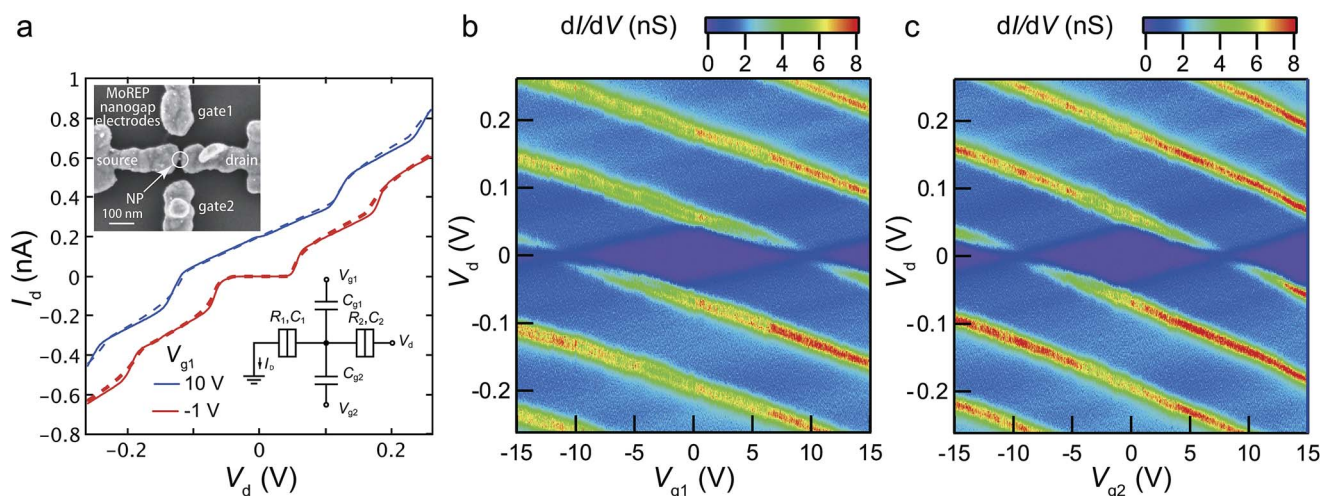 a
I_d (nA)
1
0.8
0.6
0.4
0.2
0
−0.2
−0.4
−0.6
−0.8
MoREP
nanogap
electrodes
gate1
source
drain
NP
100 nm
gate2
V_g1
C_g1
R_1,C_1
R_2,C_2
V_d
I_D
C_g2
V_g2
V_g1
10 V
-1 V
-0.2
0
0.2
V_d (V)
b
dI/dV (nS)
0 2 4 6 8
V_d (V)
0.2
0.1
0
-0.1
-0.2
-15 -10 -5 0 5 10 15
V_g1 (V)
c
dI/dV (nS)
0 2 4 6 8
V_d (V)
0.2
0.1
0
-0.1
-0.2
-15 -10 -5 0 5 10 15
V_g2 (V)